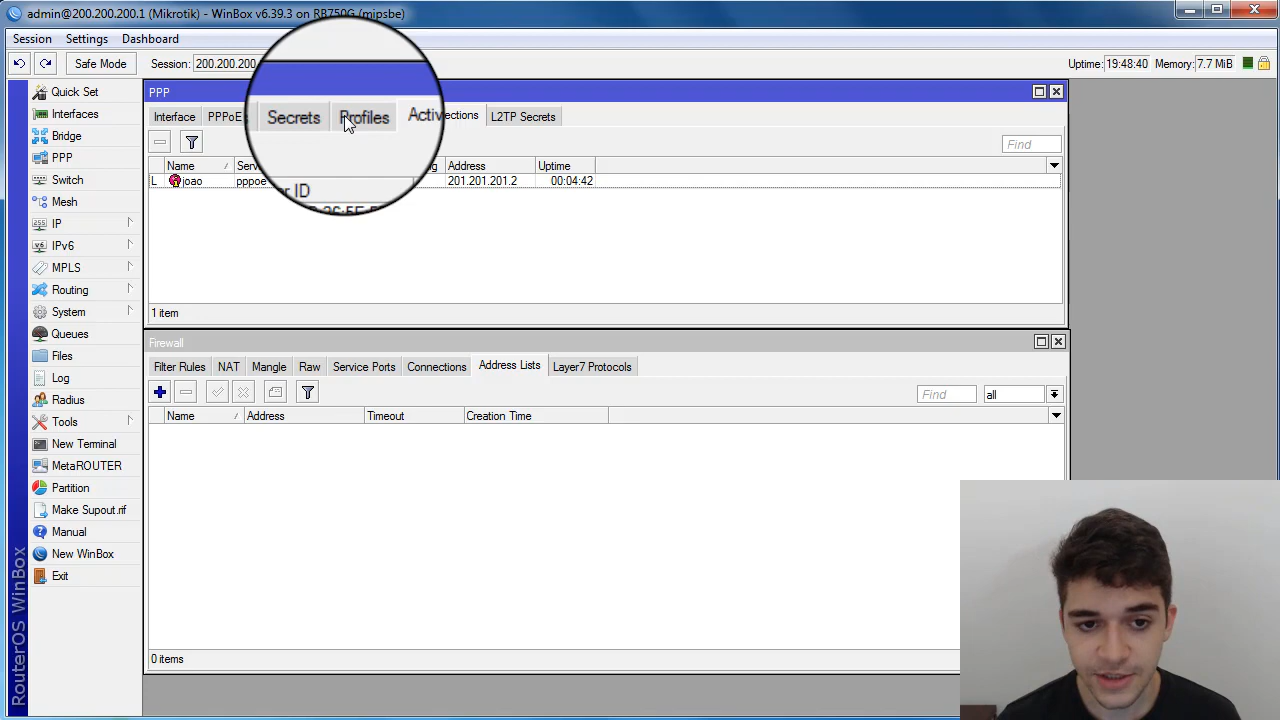 admin@200.200.200.1 (Mikrotik) - WinBox v6.39.3 on RB750G (mipsbe)
Session Settings Dashboard
Safe Mode Session: 200.200.200 Uptime: 19:48:40 Memory: 7.7 MiB
PPP
Interface PPPoE Secrets Profiles Active ections L2TP Secrets
Find
Name / Address Uptime
L joao pppoe 201.201.201.2 00:04:42
er ID
1 item
Firewall
Filter Rules NAT Mangle Raw Service Ports Connections Address Lists Layer7 Protocols
Find all
Name / Address Timeout Creation Time
0 items
Quick Set
Interfaces
Bridge
PPP
Switch
Mesh
IP
IPv6
MPLS
Routing
System
Queues
Files
Log
Radius
Tools
New Terminal
MetaROUTER
Partition
Make Supout.rif
Manual
New WinBox
Exit
RouterOS WinBox